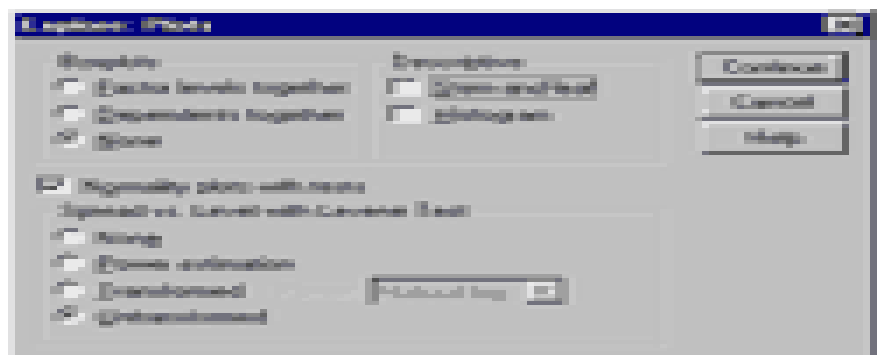 Explore: Plots
Boxplots
Factor levels together
Dependents together
None
Descriptive
Stem-and-leaf
Histogram
Continue
Cancel
Help
Normality plots with tests
Spread vs. Level with Levene Test
None
Power estimation
Transformed
Natural log
Untransformed